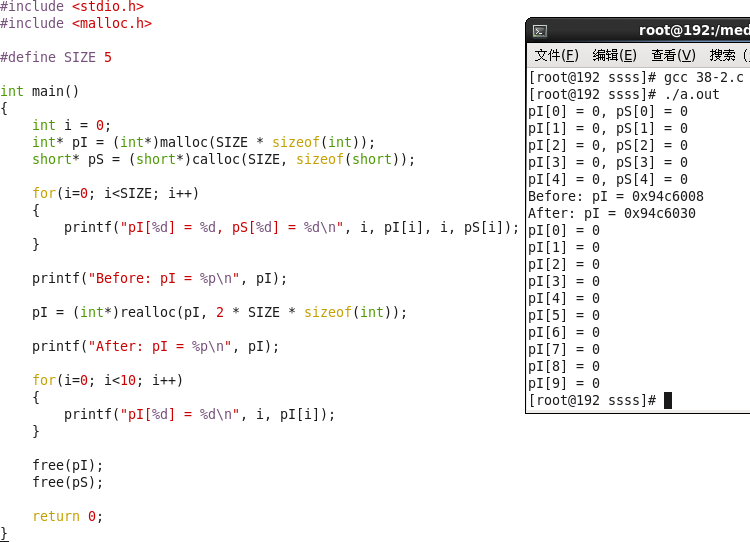 #include <stdio.h>
#include <malloc.h>
#define SIZE 5
int main()
{
    int i = 0;
    int* pI = (int*)malloc(SIZE * sizeof(int));
    short* pS = (short*)calloc(SIZE, sizeof(short));
    for(i=0; i<SIZE; i++)
    {
        printf("pI[%d] = %d, pS[%d] = %d\n", i, pI[i], i, pS[i]);
    }
    printf("Before: pI = %p\n", pI);
    pI = (int*)realloc(pI, 2 * SIZE * sizeof(int));
    printf("After: pI = %p\n", pI);
    for(i=0; i<10; i++)
    {
        printf("pI[%d] = %d\n", i, pI[i]);
    }
    free(pI);
    free(pS);
    return 0;
}
root@192:/med
文件(F) 编辑(E) 查看(V) 搜索 (
[root@192 ssss]# gcc 38-2.c
[root@192 ssss]# ./a.out
pI[0] = 0, pS[0] = 0
pI[1] = 0, pS[1] = 0
pI[2] = 0, pS[2] = 0
pI[3] = 0, pS[3] = 0
pI[4] = 0, pS[4] = 0
Before: pI = 0x94c6008
After: pI = 0x94c6030
pI[0] = 0
pI[1] = 0
pI[2] = 0
pI[3] = 0
pI[4] = 0
pI[5] = 0
pI[6] = 0
pI[7] = 0
pI[8] = 0
pI[9] = 0
[root@192 ssss]#